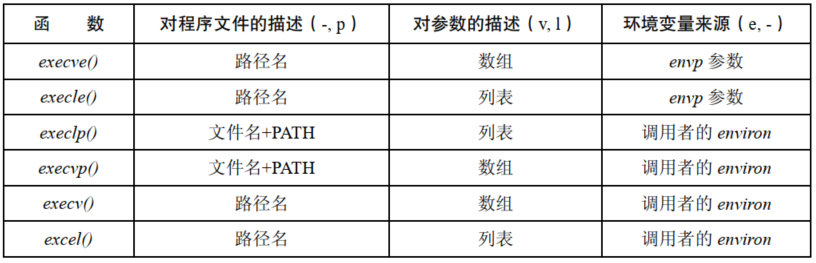 函 数 对程序文件的描述(-, p) 对参数的描述(v, l) 环境变量来源(e, -)
execve() 路径名 数组 envp 参数
execle() 路径名 列表 envp 参数
execlp() 文件名+PATH 列表 调用者的 environ
execvp() 文件名+PATH 数组 调用者的 environ
execv() 路径名 数组 调用者的 environ
excel() 路径名 列表 调用者的 environ